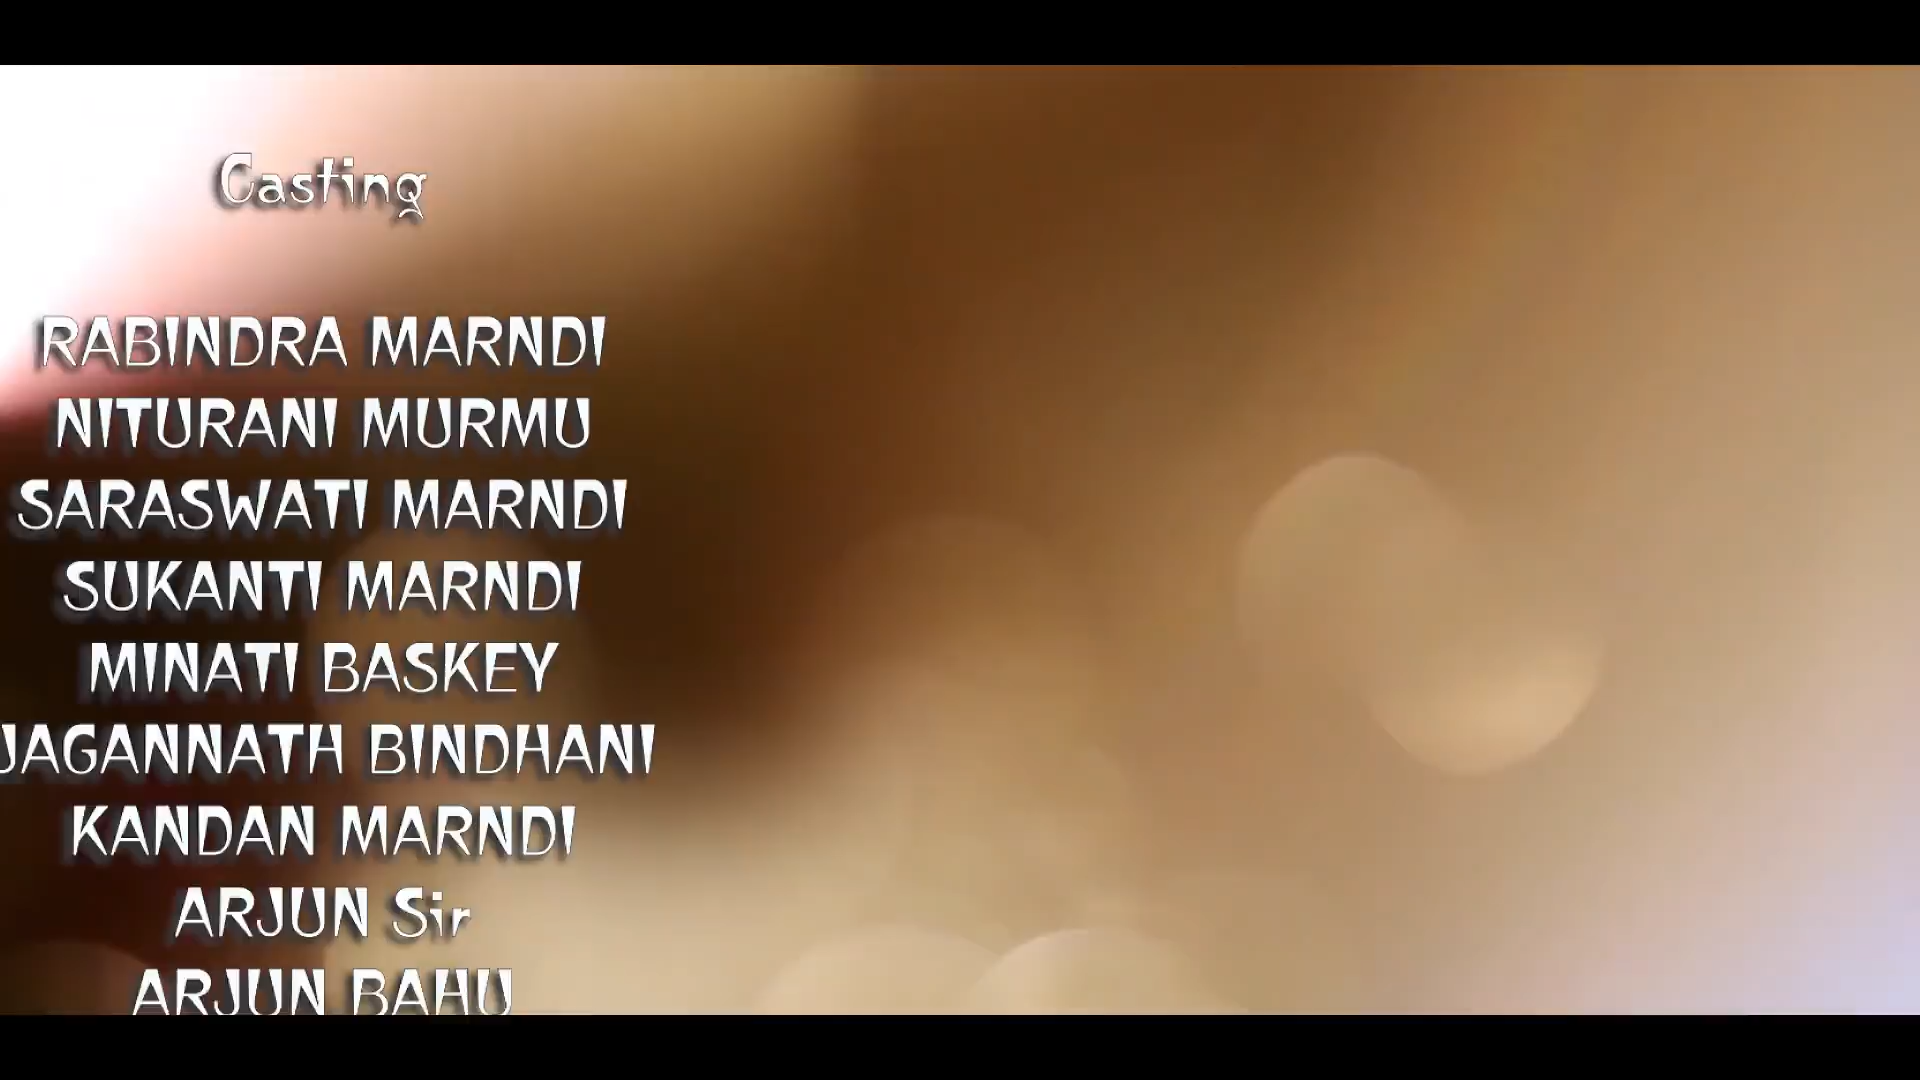 Casting
RABINDRA MARNDI
NITURANI MURMU
SARASWATI MARNDI
SUKANTI MARNDI
MINATI BASKEY
JAGANNATH BINDHANI
KANDAN MARNDI
ARJUN Sir
ARJUN BAHU